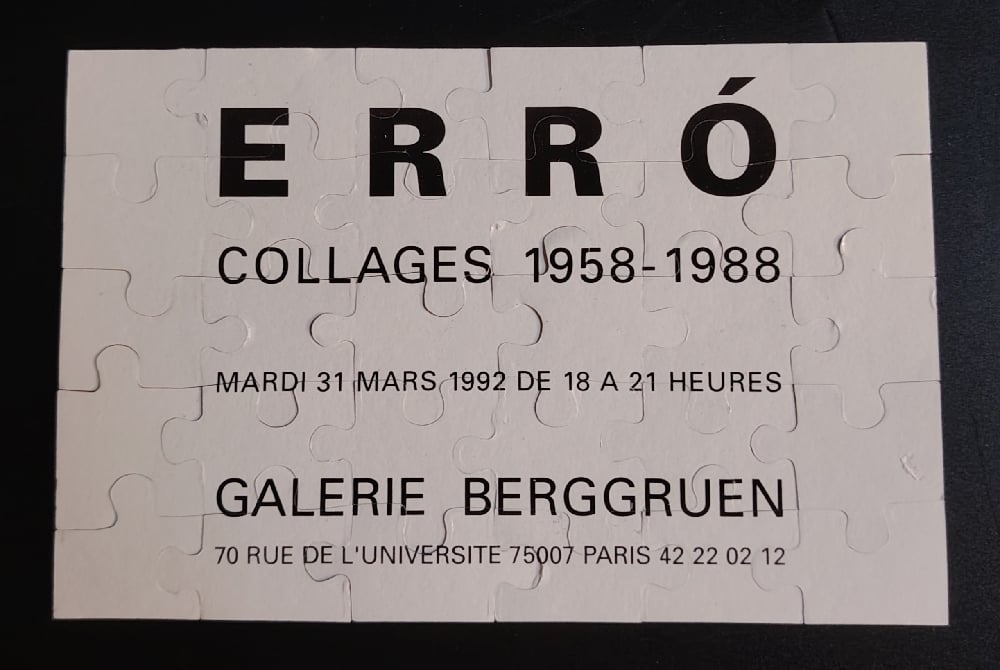 ERRÓ
COLLAGES 1958-1988
MARDI 31 MARS 1992 DE 18 A 21 HEURES
GALERIE BERGGRUEN
70 RUE DE L'UNIVERSITE 75007 PARIS 42 22 02 12